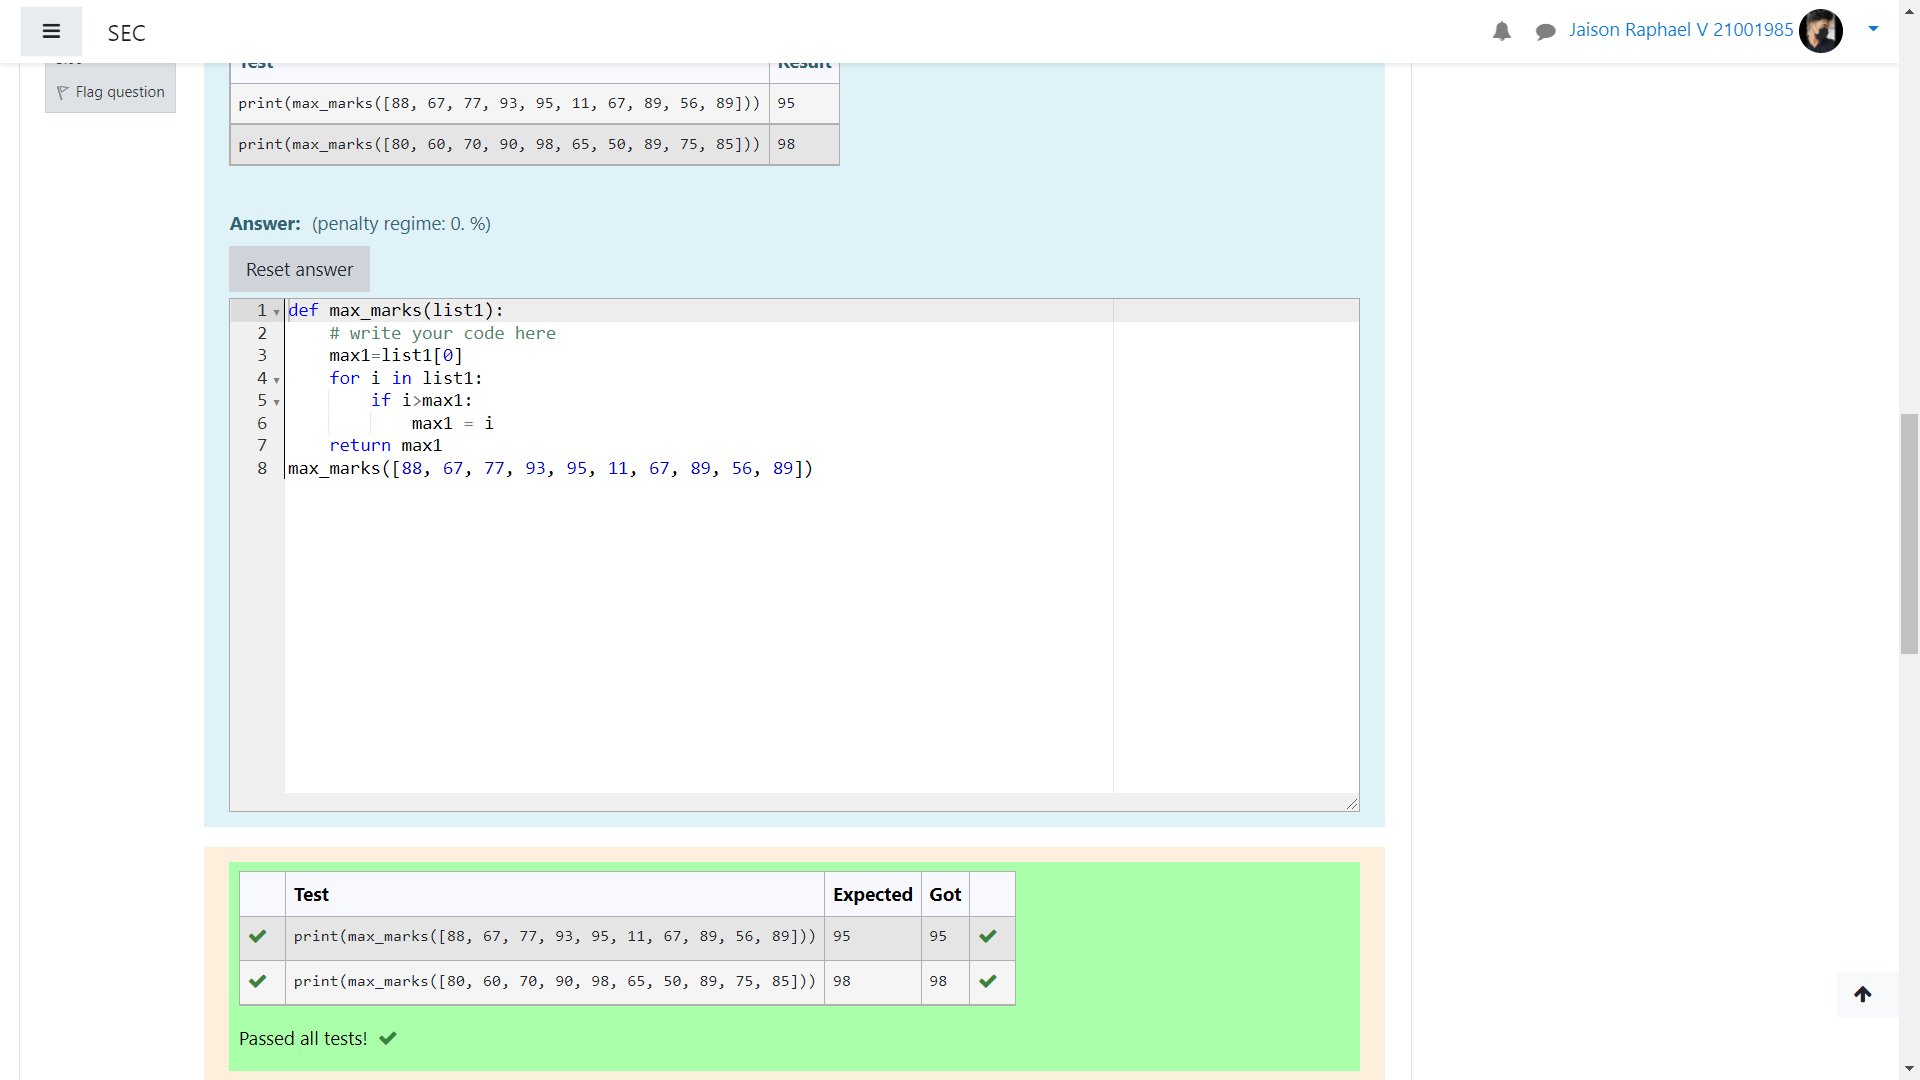 SEC
Jaison Raphael V 21001985
Flag question
Test Result
print(max_marks([88, 67, 77, 93, 95, 11, 67, 89, 56, 89])) 95
print(max_marks([80, 60, 70, 90, 98, 65, 50, 89, 75, 85])) 98
Answer: (penalty regime: 0. %)
Reset answer
1 def max_marks(list1):
2 # write your code here
3 max1=list1[0]
4 for i in list1:
5 if i>max1:
6 max1 = i
7 return max1
8 max_marks([88, 67, 77, 93, 95, 11, 67, 89, 56, 89])
Test Expected Got
print(max_marks([88, 67, 77, 93, 95, 11, 67, 89, 56, 89])) 95 95
print(max_marks([80, 60, 70, 90, 98, 65, 50, 89, 75, 85])) 98 98
Passed all tests!